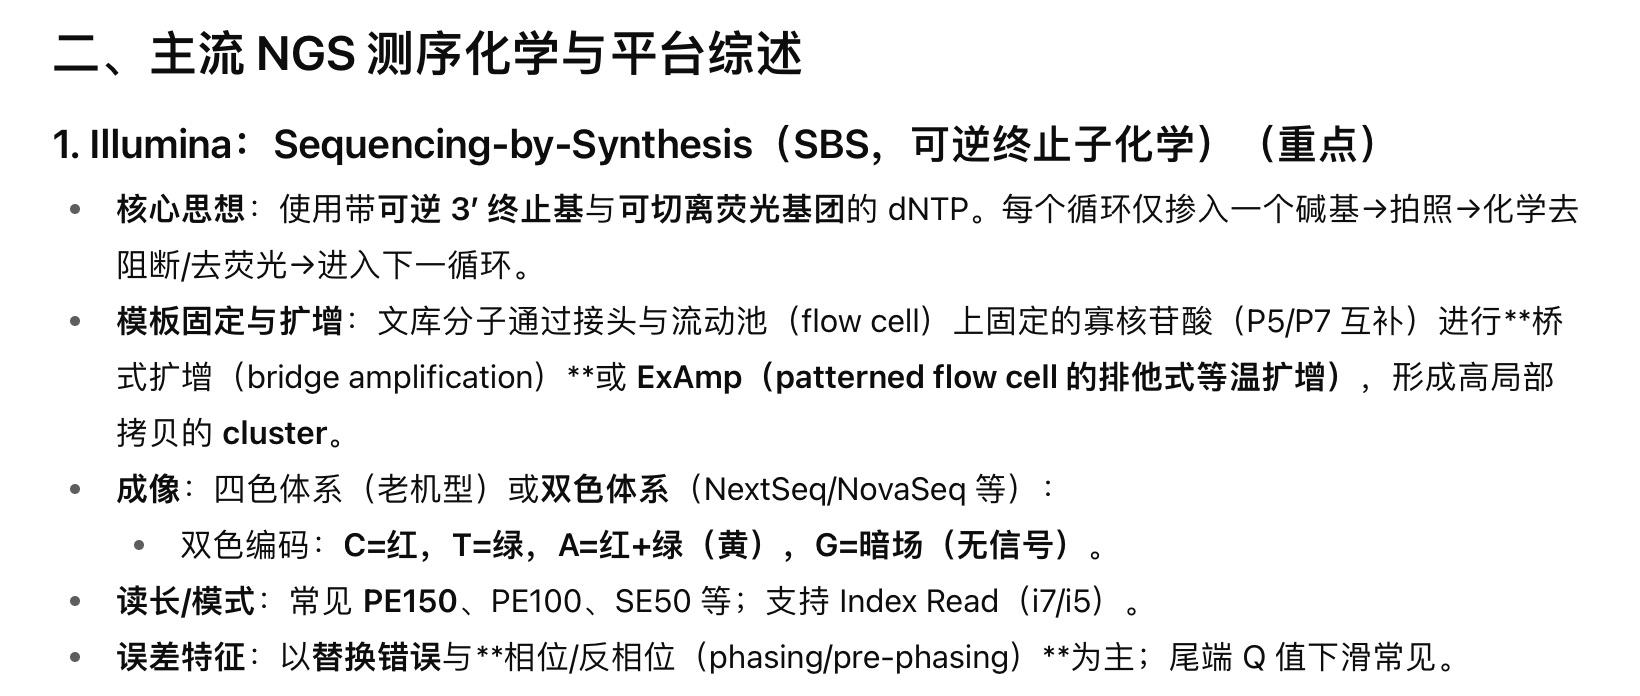 二、主流 NGS 测序化学与平台综述
1. Illumina：Sequencing-by-Synthesis（SBS，可逆终止子化学）（重点）
• 核心思想：使用带可逆 3′ 终止基与可切离荧光基团的 dNTP。每个循环仅掺入一个碱基→拍照→化学去
阻断/去荧光→进入下一循环。
• 模板固定与扩增：文库分子通过接头与流动池（flow cell）上固定的寡核苷酸（P5/P7 互补）进行**桥
式扩增（bridge amplification）**或 ExAmp（patterned flow cell 的排他式等温扩增），形成高局部
拷贝的 cluster。
• 成像：四色体系（老机型）或双色体系（NextSeq/NovaSeq 等）：
• 双色编码：C=红，T=绿，A=红+绿（黄），G=暗场（无信号）。
• 读长/模式：常见 PE150、PE100、SE50 等；支持 Index Read（i7/i5）。
• 误差特征：以替换错误与**相位/反相位（phasing/pre-phasing）**为主；尾端 Q 值下滑常见。